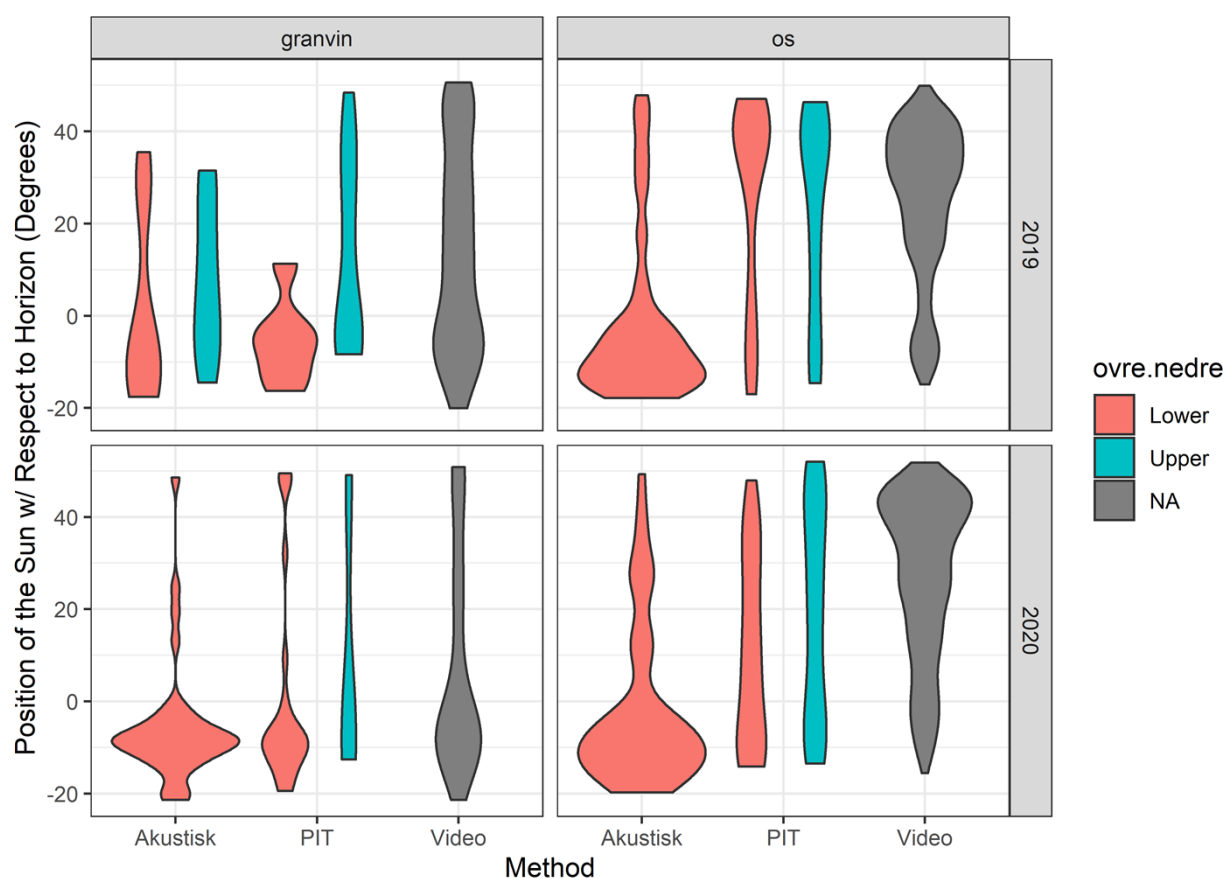 granvin
os
Position of the Sun w/ Respect to Horizon (Degrees)
40
20
0
-20
2019
40
20
0
-20
2020
Akustisk
PIT
Video
Akustisk
PIT
Video
Method
ovre.nedre
Lower
Upper
NA